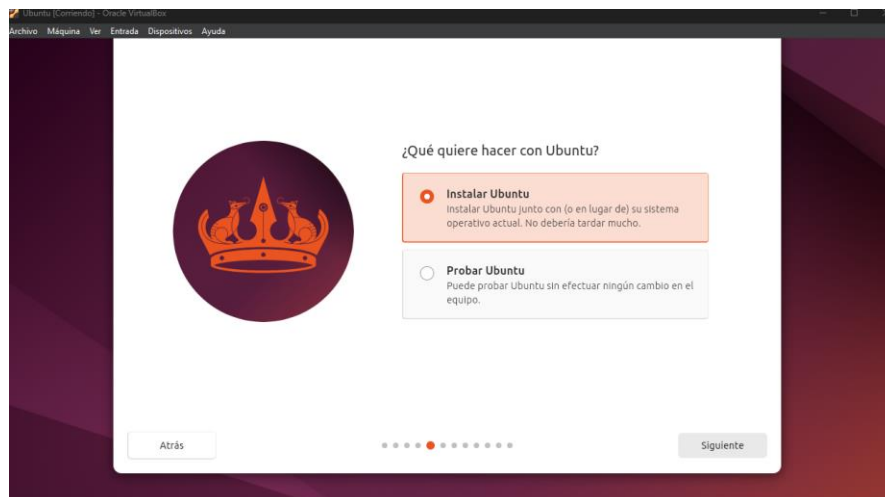 Ubuntu [Corriendo] - Oracle VirtualBox
Archivo Máquina Ver Entrada Dispositivos Ayuda
¿Qué quiere hacer con Ubuntu?
Instalar Ubuntu
Instalar Ubuntu junto con (o en lugar de) su sistema
operativo actual. No debería tardar mucho.
Probar Ubuntu
Puede probar Ubuntu sin efectuar ningún cambio en el
equipo.
Atrás
Siguiente